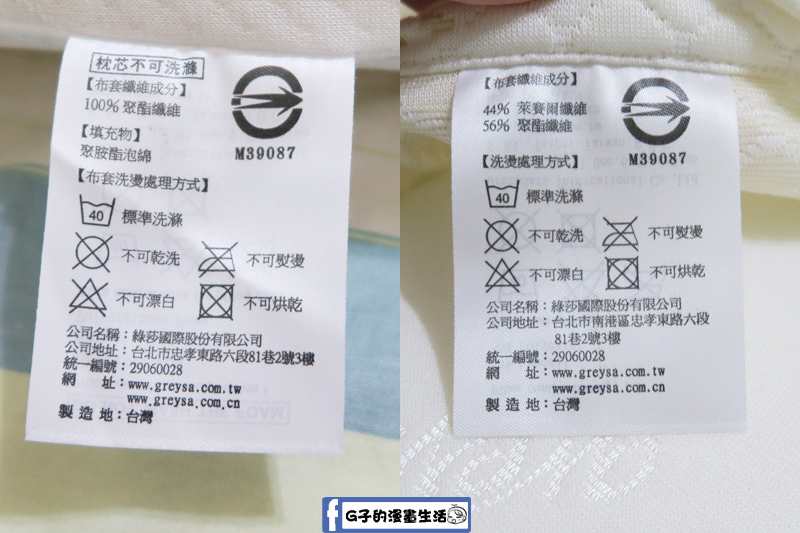 枕芯不可洗滌
【布套纖維成分】
100% 聚酯纖維
【填充物】
聚胺酯泡綿
M39087
【布套洗燙處理方式】
40 標準洗滌
不可乾洗 不可熨燙
不可漂白 不可烘乾
公司名稱：綠莎國際股份有限公司
公司地址：台北市忠孝東路六段81巷2號3樓
統一編號：29060028
網 址：www.greysa.com.tw
www.greysa.com.cn
製造地：台灣
【布套纖維成分】
44% 萊賽爾纖維
56% 聚酯纖維
M39087
【洗燙處理方式】
40 標準洗滌
不可乾洗 不可熨燙
不可漂白 不可烘乾
公司名稱：綠莎國際股份有限公司
公司地址：台北市南港區忠孝東路六段
81巷2號3樓
統一編號：29060028
網 址：www.greysa.com.tw
www.greysa.com.cn
製造地：台灣
f G子的漫畫生活